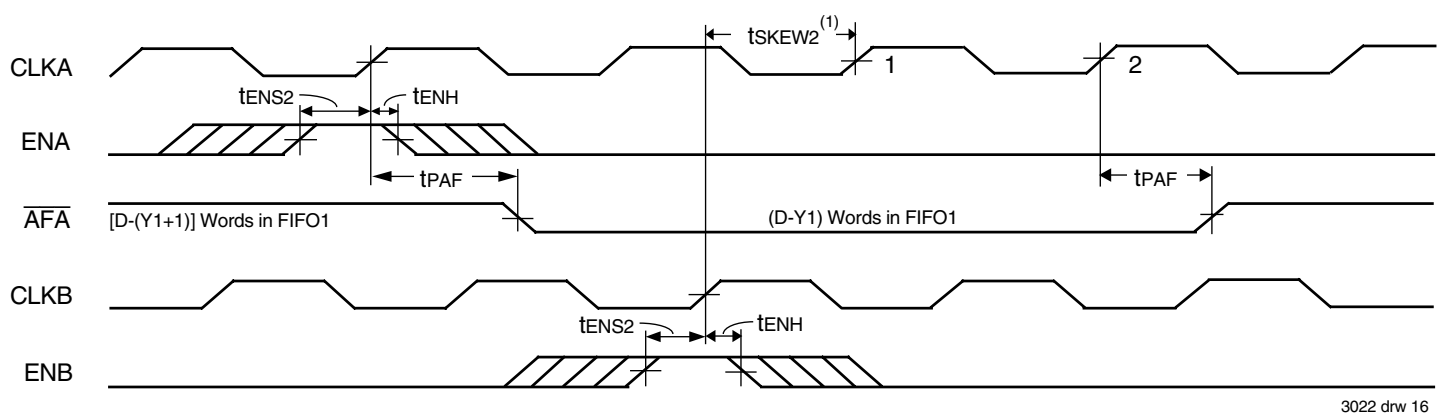 tSKEW2(1)
CLKA 1 2
tENS2 tENH
ENA
tPAF tPAF
AFA [D-(Y1+1)] Words in FIFO1 (D-Y1) Words in FIFO1
CLKB
tENS2 tENH
ENB
3022 drw 16